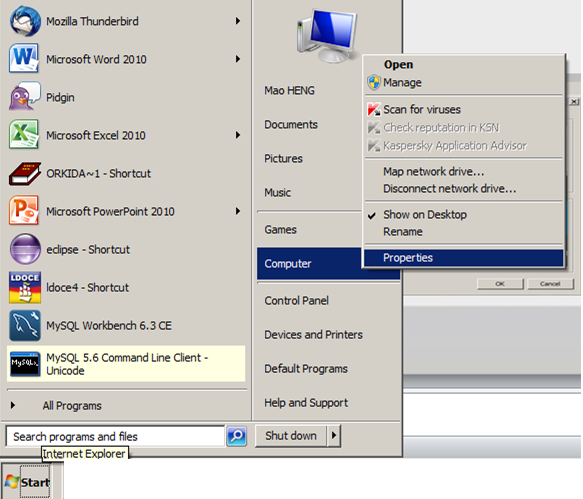 Mozilla Thunderbird
Microsoft Word 2010
Pidgin
Microsoft Excel 2010
ORKIDA~1 - Shortcut
Microsoft PowerPoint 2010
eclipse - Shortcut
LDOCE
ldoce4 - Shortcut
MySQL Workbench 6.3 CE
MySQL
MySQL 5.6 Command Line Client -
Unicode
All Programs
Search programs and files
Internet Explorer
Start
Mao HENG
Documents
Pictures
Music
Games
Computer
Control Panel
Devices and Printers
Default Programs
Help and Support
Shut down
Open
Manage
Scan for viruses
Check reputation in KSN
Kaspersky Application Advisor
Map network drive...
Disconnect network drive...
Show on Desktop
Rename
Properties
OK
Cancel